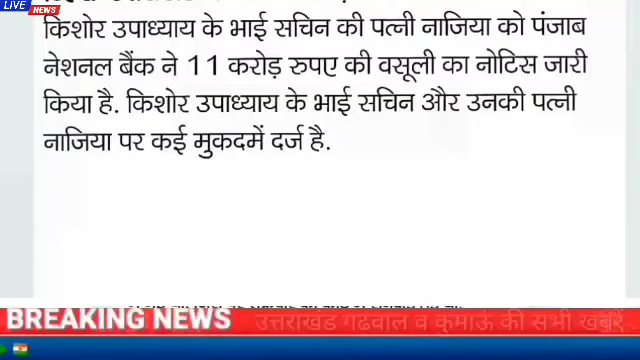 LIVE
NEWS
किशोर उपाध्याय के भाई सचिन की पत्नी नाजिया को पंजाब
नेशनल बैंक ने 11 करोड़ रुपए की वसूली का नोटिस जारी
किया है. किशोर उपाध्याय के भाई सचिन और उनकी पत्नी
नाजिया पर कई मुकदमें दर्ज है.
BREAKING NEWS
उत्तराखंड गढवाल व कुमाऊं की सभी खबरें